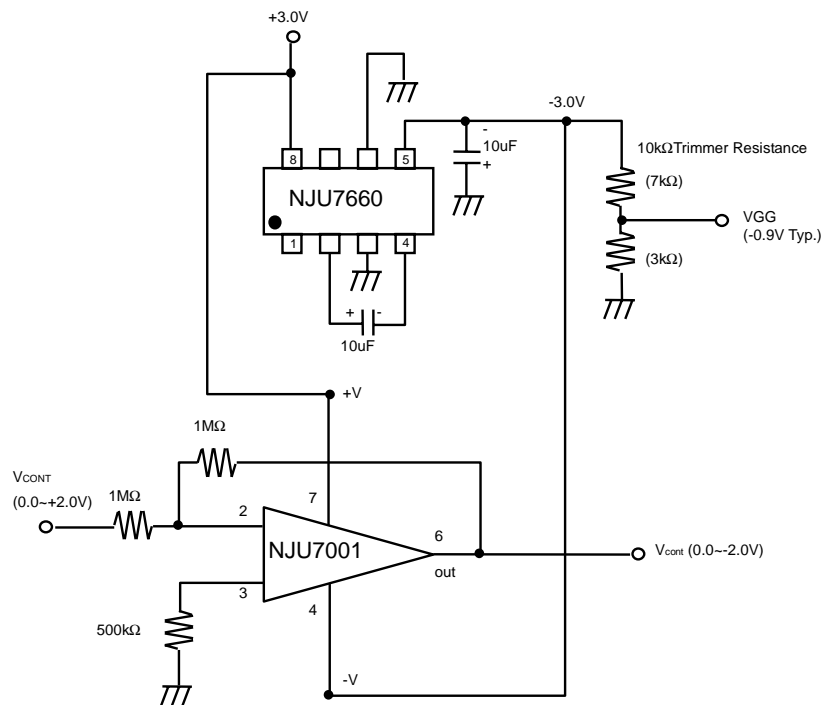 +3.0V
-3.0V
8
5
-
10uF
+
10kΩTrimmer Resistance
(7kΩ)
NJU7660
VGG
(-0.9V Typ.)
1
4
(3kΩ)
+ -
10uF
+V
1MΩ
VCONT
(0.0~+2.0V)
1MΩ
7
2
6
NJU7001
out
Vcont (0.0~-2.0V)
3
4
500kΩ
-V